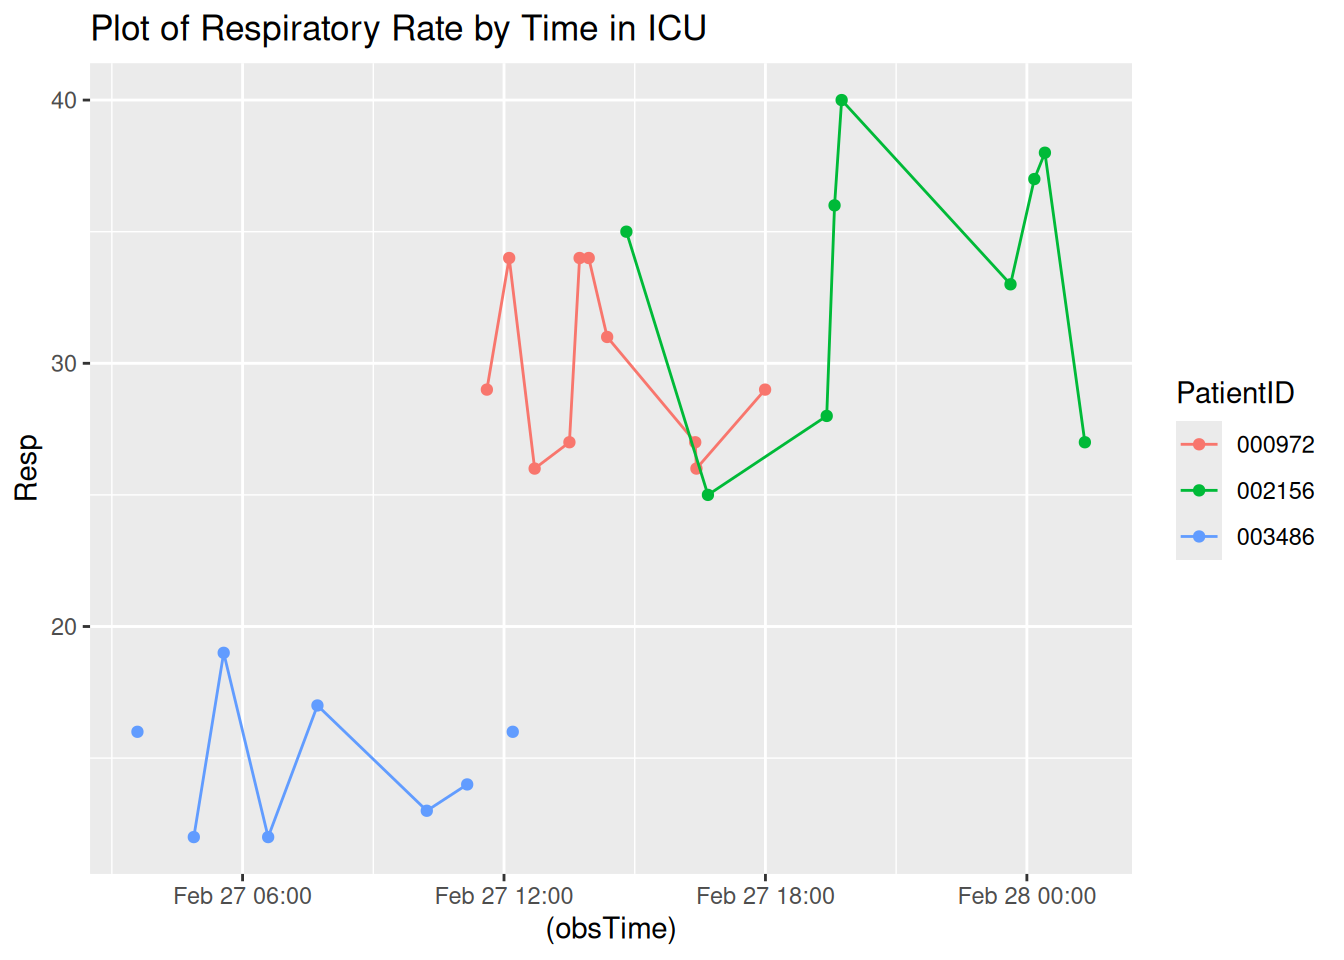 Plot of Respiratory Rate by Time in ICU
40
30
20
Resp
Feb 27 06:00
Feb 27 12:00
Feb 27 18:00
Feb 28 00:00
(obsTime)
PatientID
000972
002156
003486